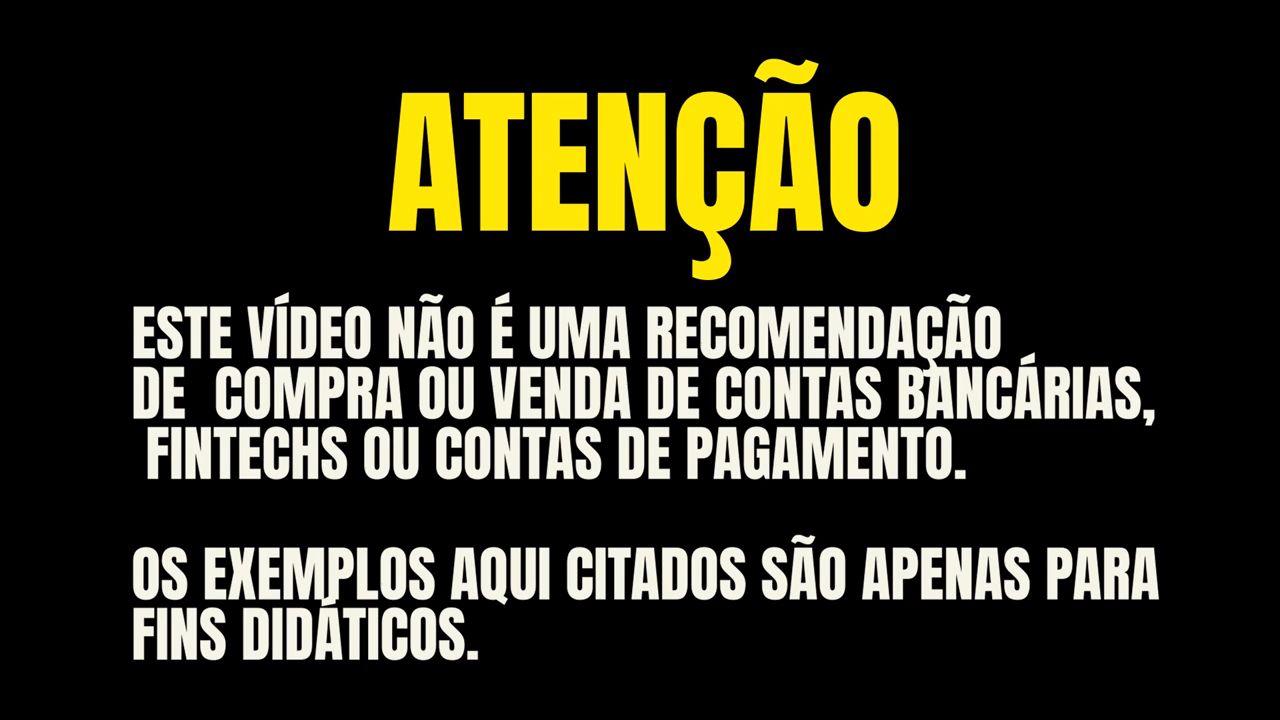 ATENÇÃO
ESTE VÍDEO NÃO É UMA RECOMENDAÇÃO
DE COMPRA OU VENDA DE CONTAS BANCÁRIAS,
FINTECHS OU CONTAS DE PAGAMENTO.
OS EXEMPLOS AQUI CITADOS SÃO APENAS PARA
FINS DIDÁTICOS.